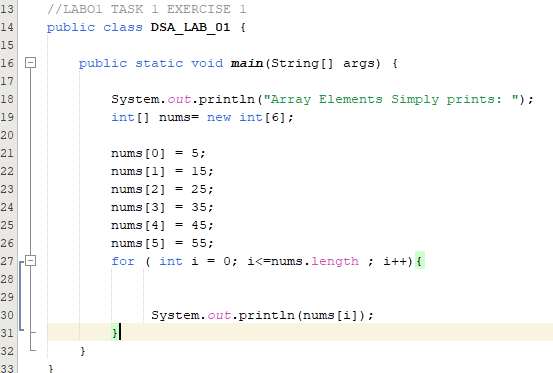 13 //LAB01 TASK 1 EXERCISE 1
14 public class DSA_LAB_01 {
15
16 public static void main(String[] args) {
17
18 System.out.println("Array Elements Simply prints: ");
19 int[] nums= new int[6];
20
21 nums[0] = 5;
22 nums[1] = 15;
23 nums[2] = 25;
24 nums[3] = 35;
25 nums[4] = 45;
26 nums[5] = 55;
27 for ( int i = 0; i<=nums.length ; i++){
28
29
30 System.out.println(nums[i]);
31 }
32 }
33 }